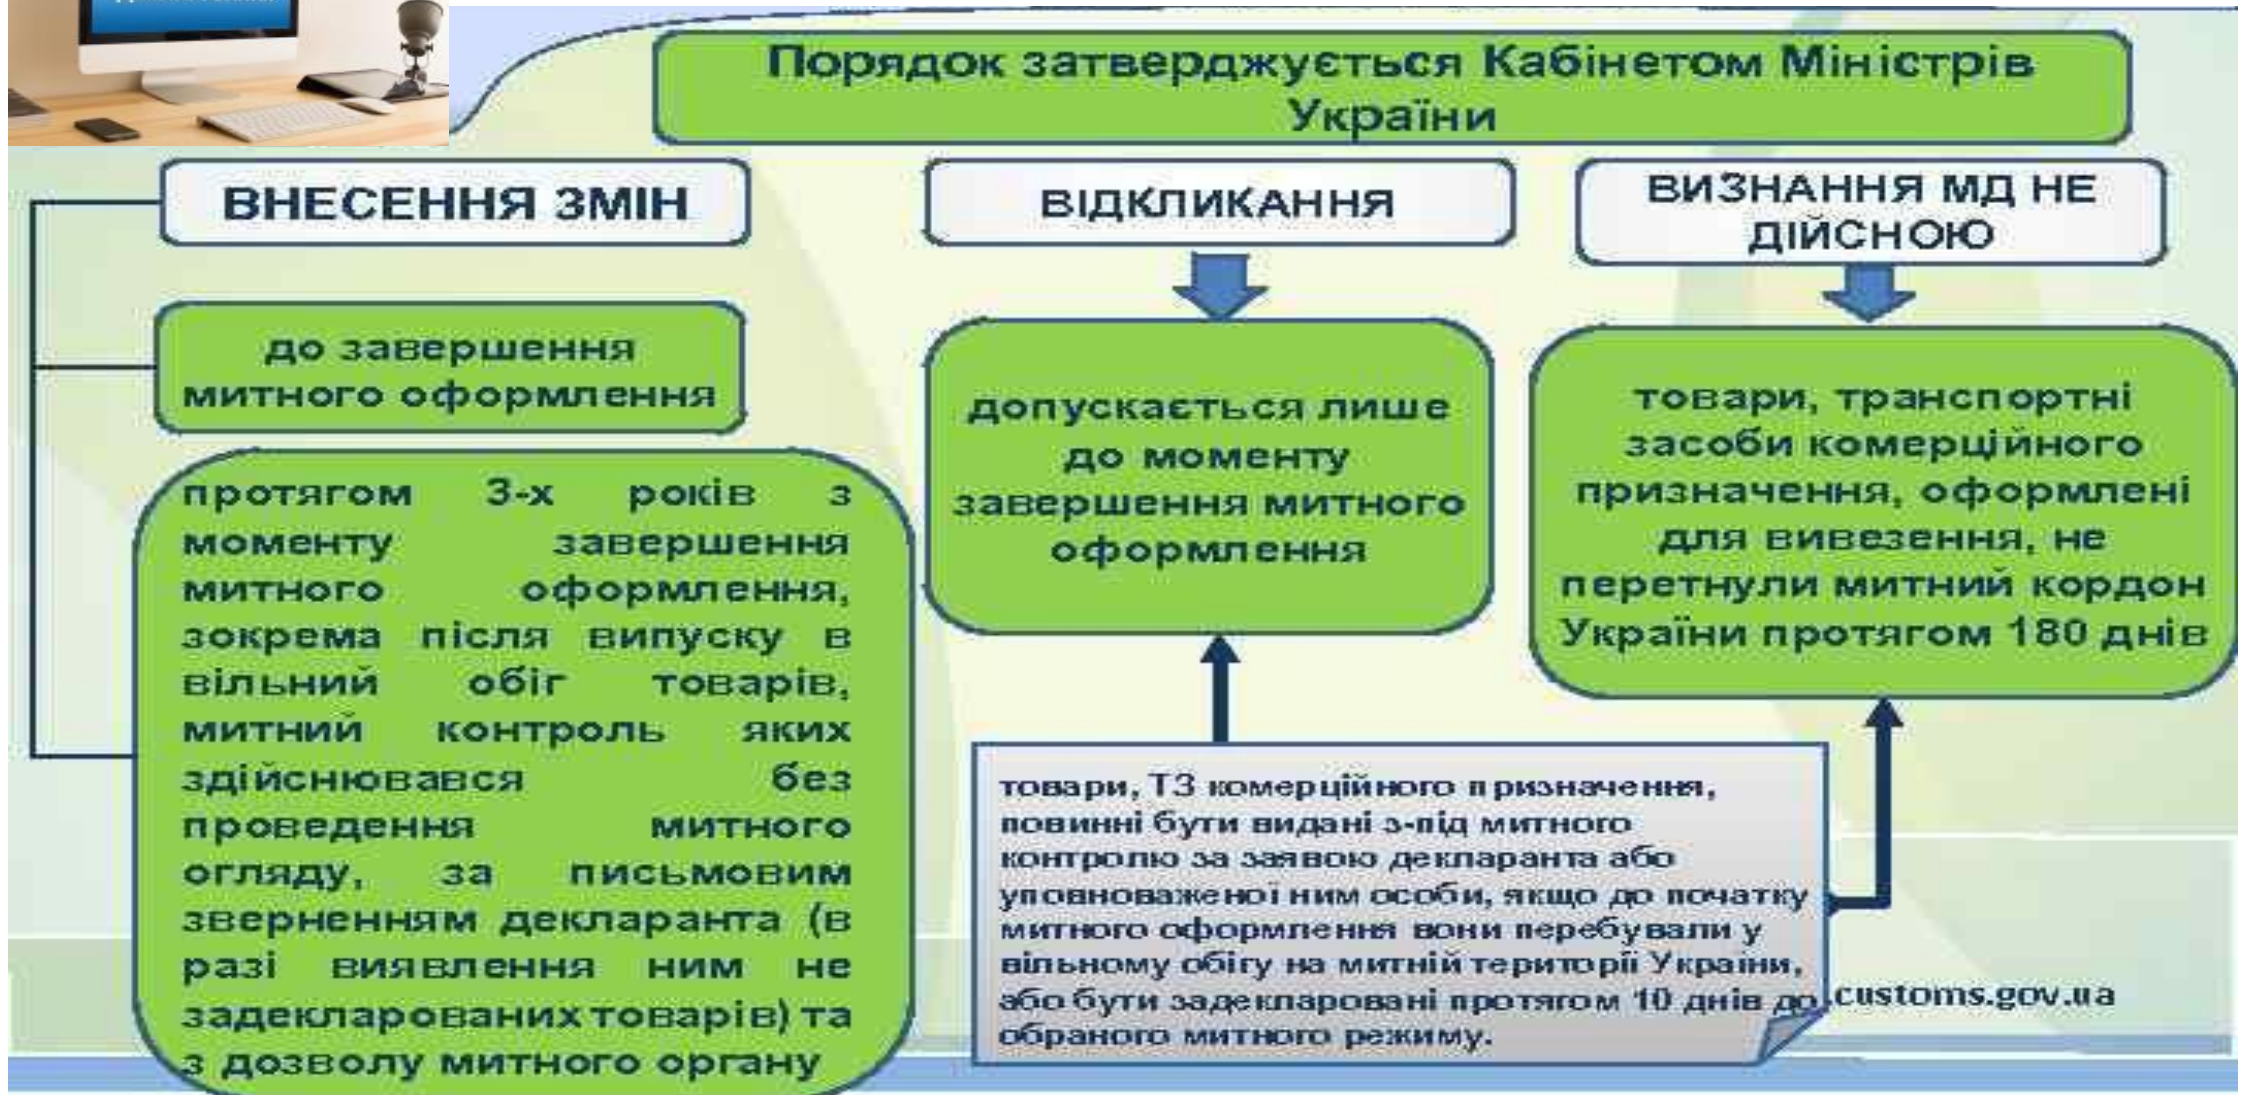 Порядок затверджується Кабінетом Міністрів
України
ВНЕСЕННЯ ЗМІН
до завершення
митного оформлення
протягом 3-х років з
моменту завершення
митного оформлення,
зокрема після випуску в
вільний обіг товарів,
митний контроль яких
здійснювався без
проведення митного
огляду, за письмовим
зверненням декларанта (в
разі виявлення ним не
задекларованих товарів) та
з дозволу митного органу
ВІДКЛИКАННЯ
допускається лише
до моменту
завершення митного
оформлення
ВИЗНАННЯ МД НЕ
ДІЙСНОЮ
товари, транспортні
засоби комерційного
призначення, оформлені
для вивезення, не
перетнули митний кордон
України протягом 180 днів
товари, ТЗ комерційного призначення,
повинні бути видані з-під митного
контролю за заявою декларанта або
уповноваженої ним особи, якщо до початку
митного оформлення вони перебували у
вільному обігу на митній території України,
або бути задекларовані протягом 10 днів до
обраного митного режиму.
.customs.gov.ua